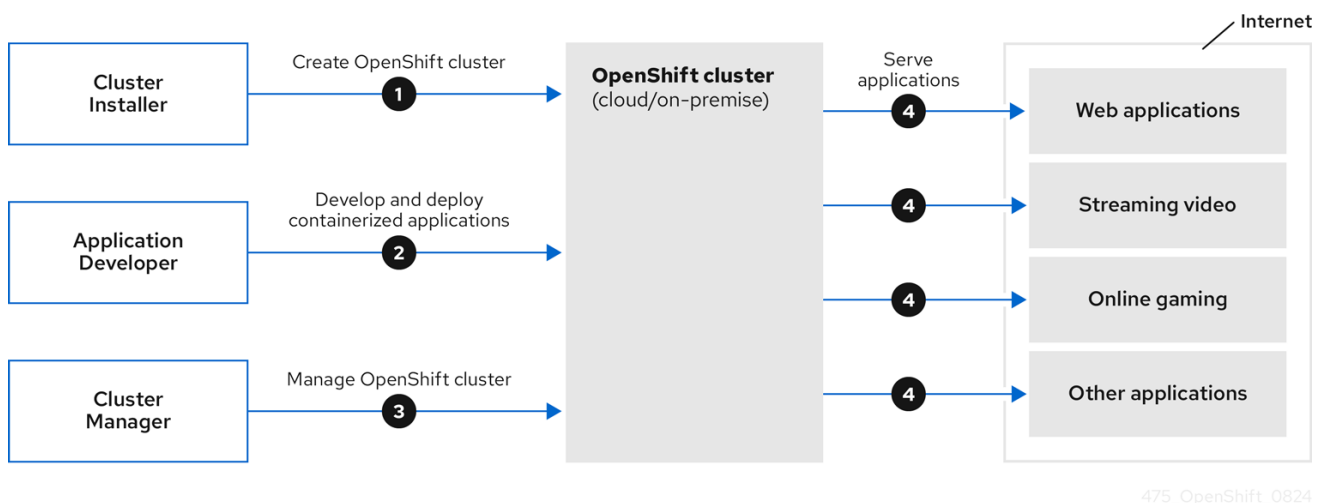 Internet
Cluster
Installer
Create OpenShift cluster
1
OpenShift cluster
(cloud/on-premise)
Serve
applications
4
Web applications
Application
Developer
Develop and deploy
containerized applications
2
4
Streaming video
4
Online gaming
Cluster
Manager
Manage OpenShift cluster
3
4
Other applications
475_OpenShift_0824